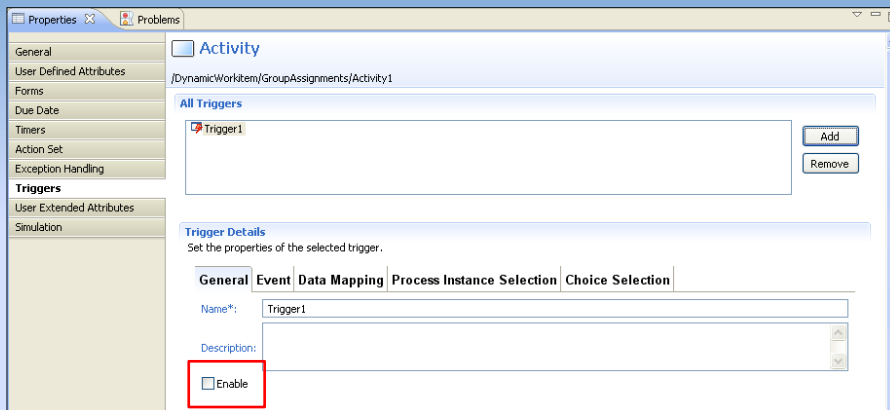 Properties
Problems
General
User Defined Attributes
Forms
Due Date
Timers
Action Set
Exception Handling
Triggers
User Extended Attributes
Simulation
Activity
/DynamicWorkitem/GroupAssignments/Activity1
All Triggers
Trigger1
Add
Remove
Trigger Details
Set the properties of the selected trigger.
General Event Data Mapping Process Instance Selection Choice Selection
Name*: Trigger1
Description:
Enable